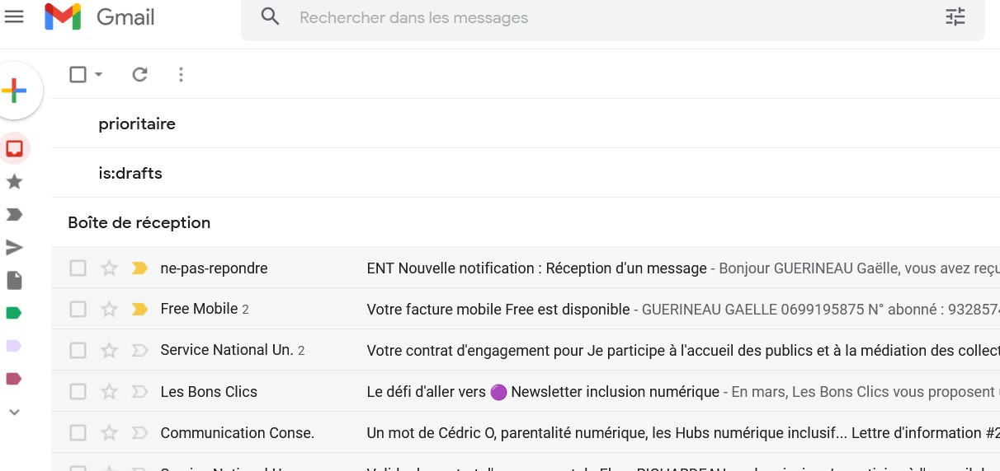 Gmail
Rechercher dans les messages
prioritaire
is:drafts
Boîte de réception
ne-pas-repondre ENT Nouvelle notification : Réception d'un message - Bonjour GUERINEAU Gaëlle, vous avez reçu
Free Mobile 2 Votre facture mobile Free est disponible - GUERINEAU GAELLE 0699195875 N° abonné : 9328574
Service National Un. 2 Votre contrat d'engagement pour Je participe à l'accueil des publics et à la médiation des collect
Les Bons Clics Le défi d'aller vers 🟣 Newsletter inclusion numérique - En mars, Les Bons Clics vous proposent
Communication Conse. Un mot de Cédric O, parentalité numérique, les Hubs numérique inclusif... Lettre d'information #2